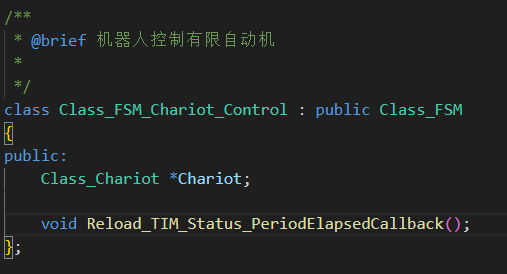 /**
 * @brief 机器人控制有限自动机
 *
 */
class Class_FSM_Chariot_Control : public Class_FSM
{
public:
    Class_Chariot *Chariot;
    void Reload_TIM_Status_PeriodElapsedCallback();
};